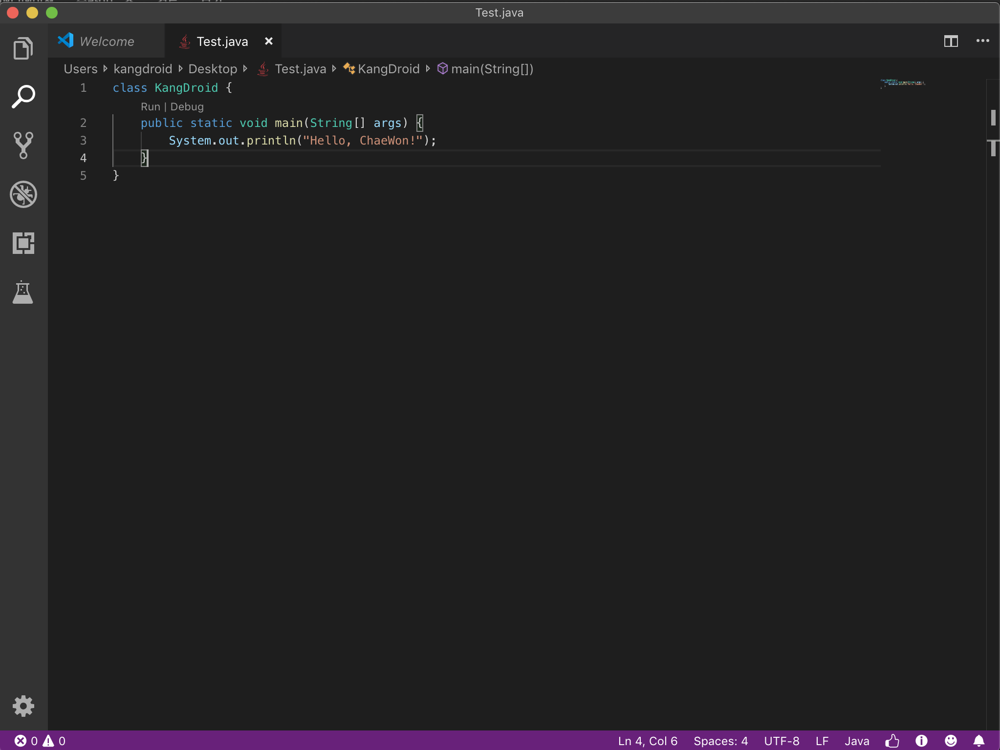 Test.java
Welcome
Test.java
Users kangdroid Desktop Test.java KangDroid main(String[])
1 class KangDroid {
Run | Debug
2 public static void main(String[] args) {
3 System.out.println("Hello, ChaeWon!");
4 }
5 }
0 0 Ln 4, Col 6 Spaces: 4 UTF-8 LF Java